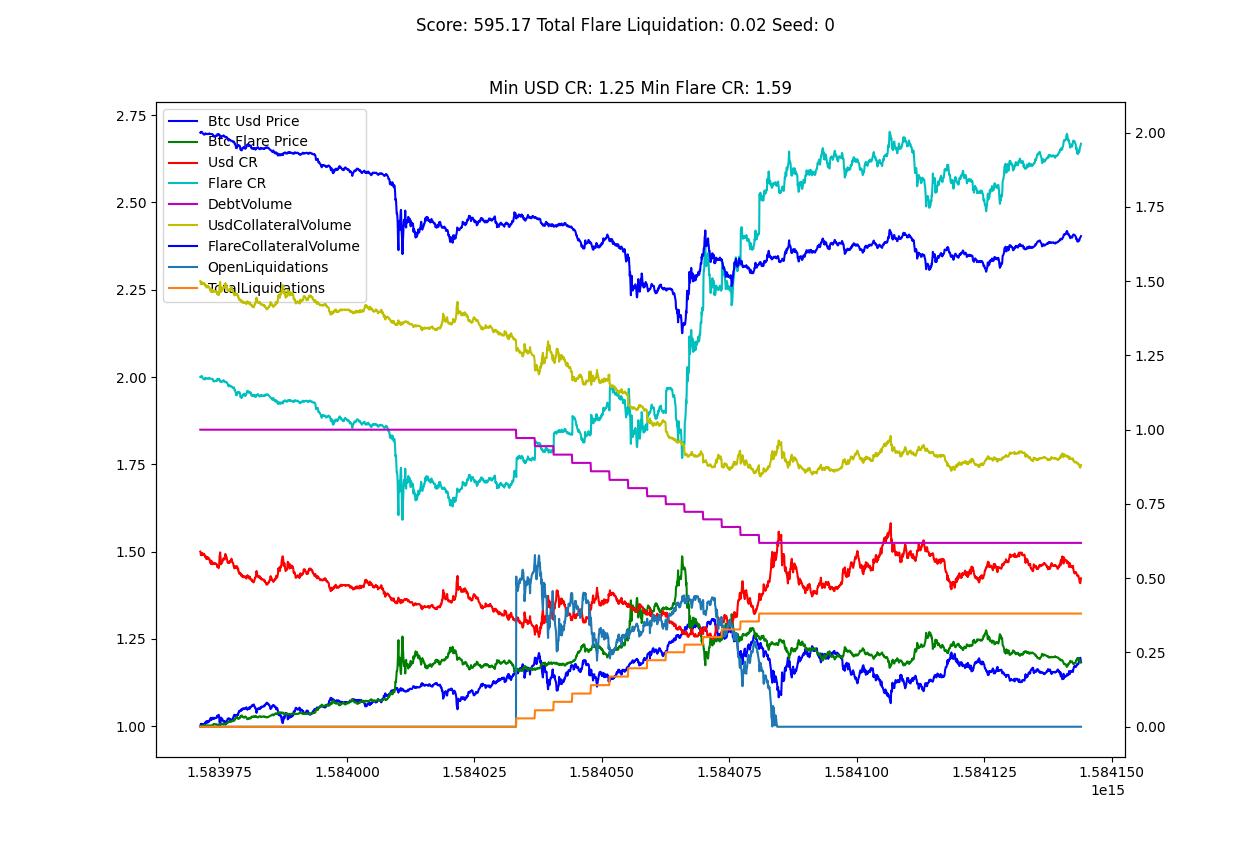 Score: 595.17 Total Flare Liquidation: 0.02 Seed: 0
Min USD CR: 1.25 Min Flare CR: 1.59
Btc Usd Price
Btc Flare Price
Usd CR
Flare CR
DebtVolume
UsdCollateralVolume
FlareCollateralVolume
OpenLiquidations
TotalLiquidations
2.75
2.50
2.25
2.00
1.75
1.50
1.25
1.00
2.00
1.75
1.50
1.25
1.00
0.75
0.50
0.25
0.00
1.583975 1.584000 1.584025 1.584050 1.584075 1.584100 1.584125 1.584150
1e15